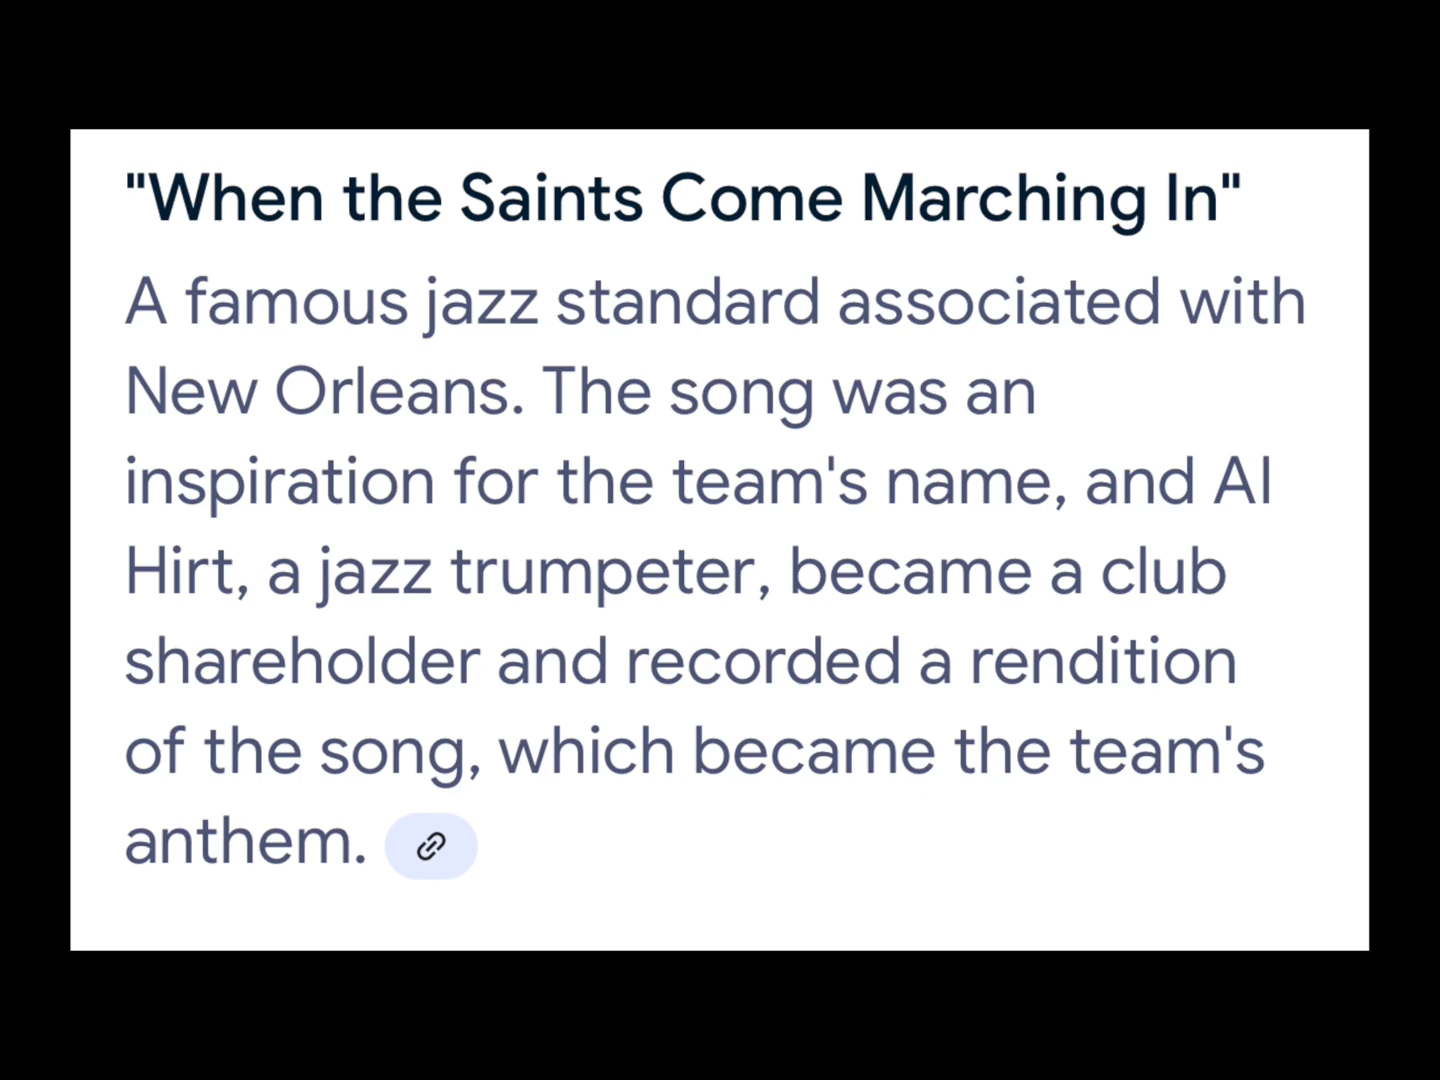 "When the Saints Come Marching In"
A famous jazz standard associated with
New Orleans. The song was an
inspiration for the team's name, and Al
Hirt, a jazz trumpeter, became a club
shareholder and recorded a rendition
of the song, which became the team's
anthem.